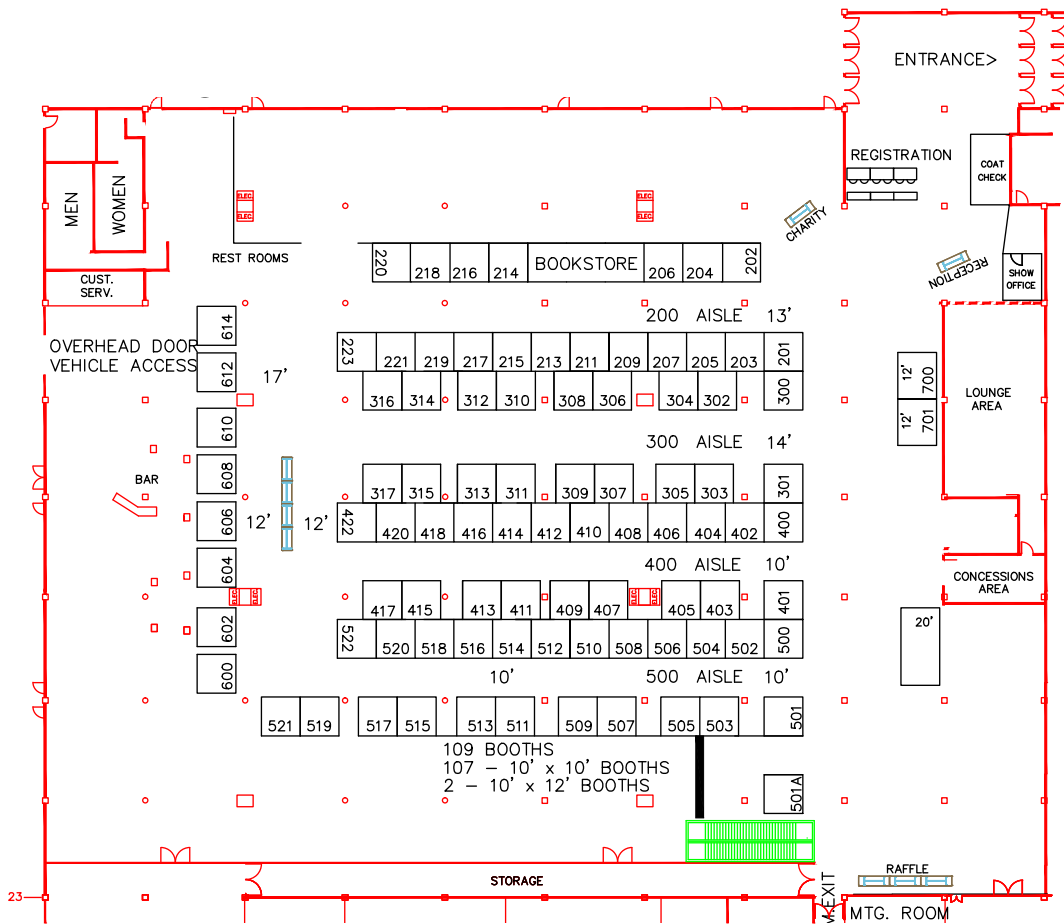 ENTRANCE>
REGISTRATION
COAT
CHECK
MEN
WOMEN
ELEC
ELEC
ELEC
ELEC
CHARITY
REST ROOMS
RECEPTION
SHOW
OFFICE
CUST.
SERV.
220 218 216 214 BOOKSTORE 206 204 202
200 AISLE 13'
OVERHEAD DOOR
VEHICLE ACCESS
614
612
610
608
606
604
602
600
17'
223 221 219 217 215 213 211 209 207 205 203 201
316 314 312 310 308 306 304 302 300
12' 700
12' 701
LOUNGE
AREA
300 AISLE 14'
BAR
12' 12'
317 315 313 311 309 307 305 303 301
422 420 418 416 414 412 410 408 406 404 402 400
400 AISLE 10'
CONCESSIONS
AREA
ELEC ELEC
ELEC ELEC
417 415 413 411 409 407 405 403 401
522 520 518 516 514 512 510 508 506 504 502 500
20'
10' 500 AISLE 10'
521 519 517 515 513 511 509 507 505 503 501
109 BOOTHS
107 – 10' x 10' BOOTHS
2 – 10' x 12' BOOTHS
501A
RAFFLE
STORAGE
EXIT
MTG. ROOM
23